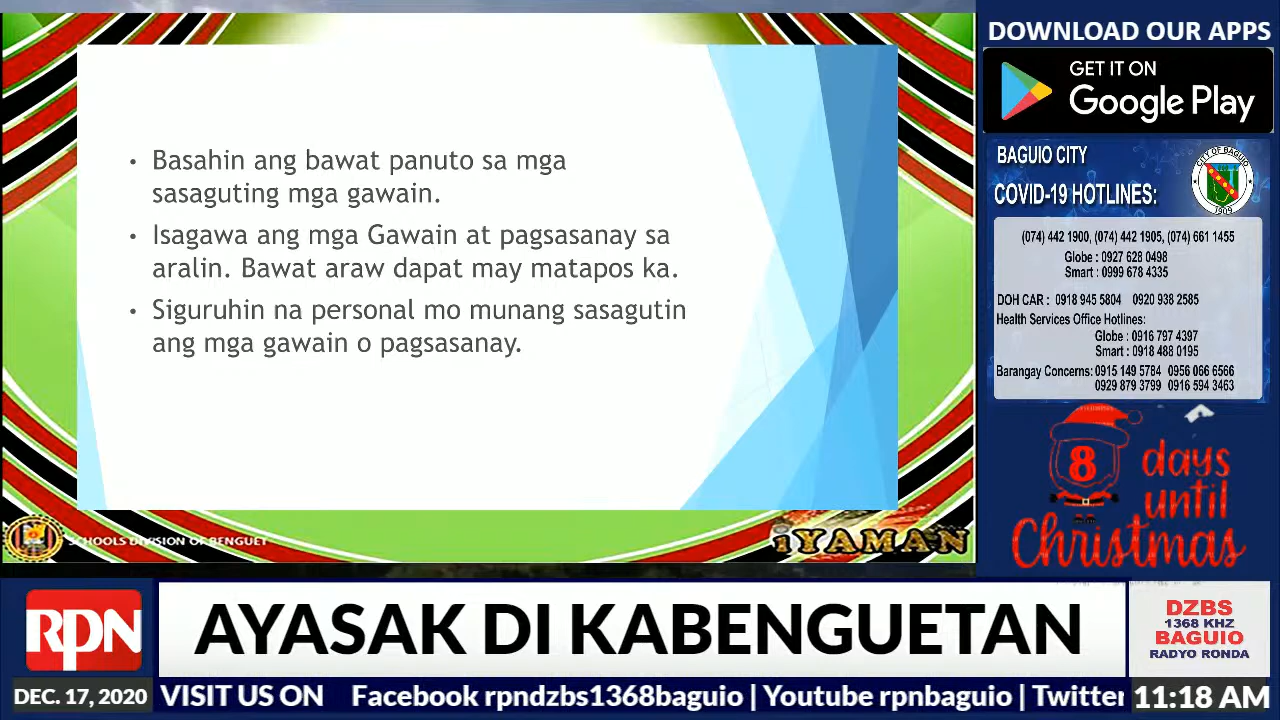 • Basahin ang bawat panuto sa mga
sasaguting mga gawain.
• Isagawa ang mga Gawain at pagsasanay sa
aralin. Bawat araw dapat may matapos ka.
• Siguruhin na personal mo munang sasagutin
ang mga gawain o pagsasanay.
SCHOOLS DIVISION OF BENGUET
iYAMAN
DOWNLOAD OUR APPS
GET IT ON
Google Play
BAGUIO CITY
COVID-19 HOTLINES:
CITY OF BAGUIO
1909
(074) 442 1900, (074) 442 1905, (074) 661 1455
Globe : 0927 628 0498
Smart : 0999 678 4335
DOH CAR : 0918 945 5804 0920 938 2585
Health Services Office Hotlines:
Globe : 0916 797 4397
Smart : 0918 488 0195
Barangay Concerns: 0915 149 5784 0956 066 6566
0929 879 3799 0916 594 3463
8 days
until
Christmas
RPN
AYASAK DI KABENGUETAN
DZBS
1368 KHZ
BAGUIO
RADYO RONDA
DEC. 17, 2020
VISIT US ON Facebook rpndzbs1368baguio | Youtube rpnbaguio | Twitter
11:18 AM